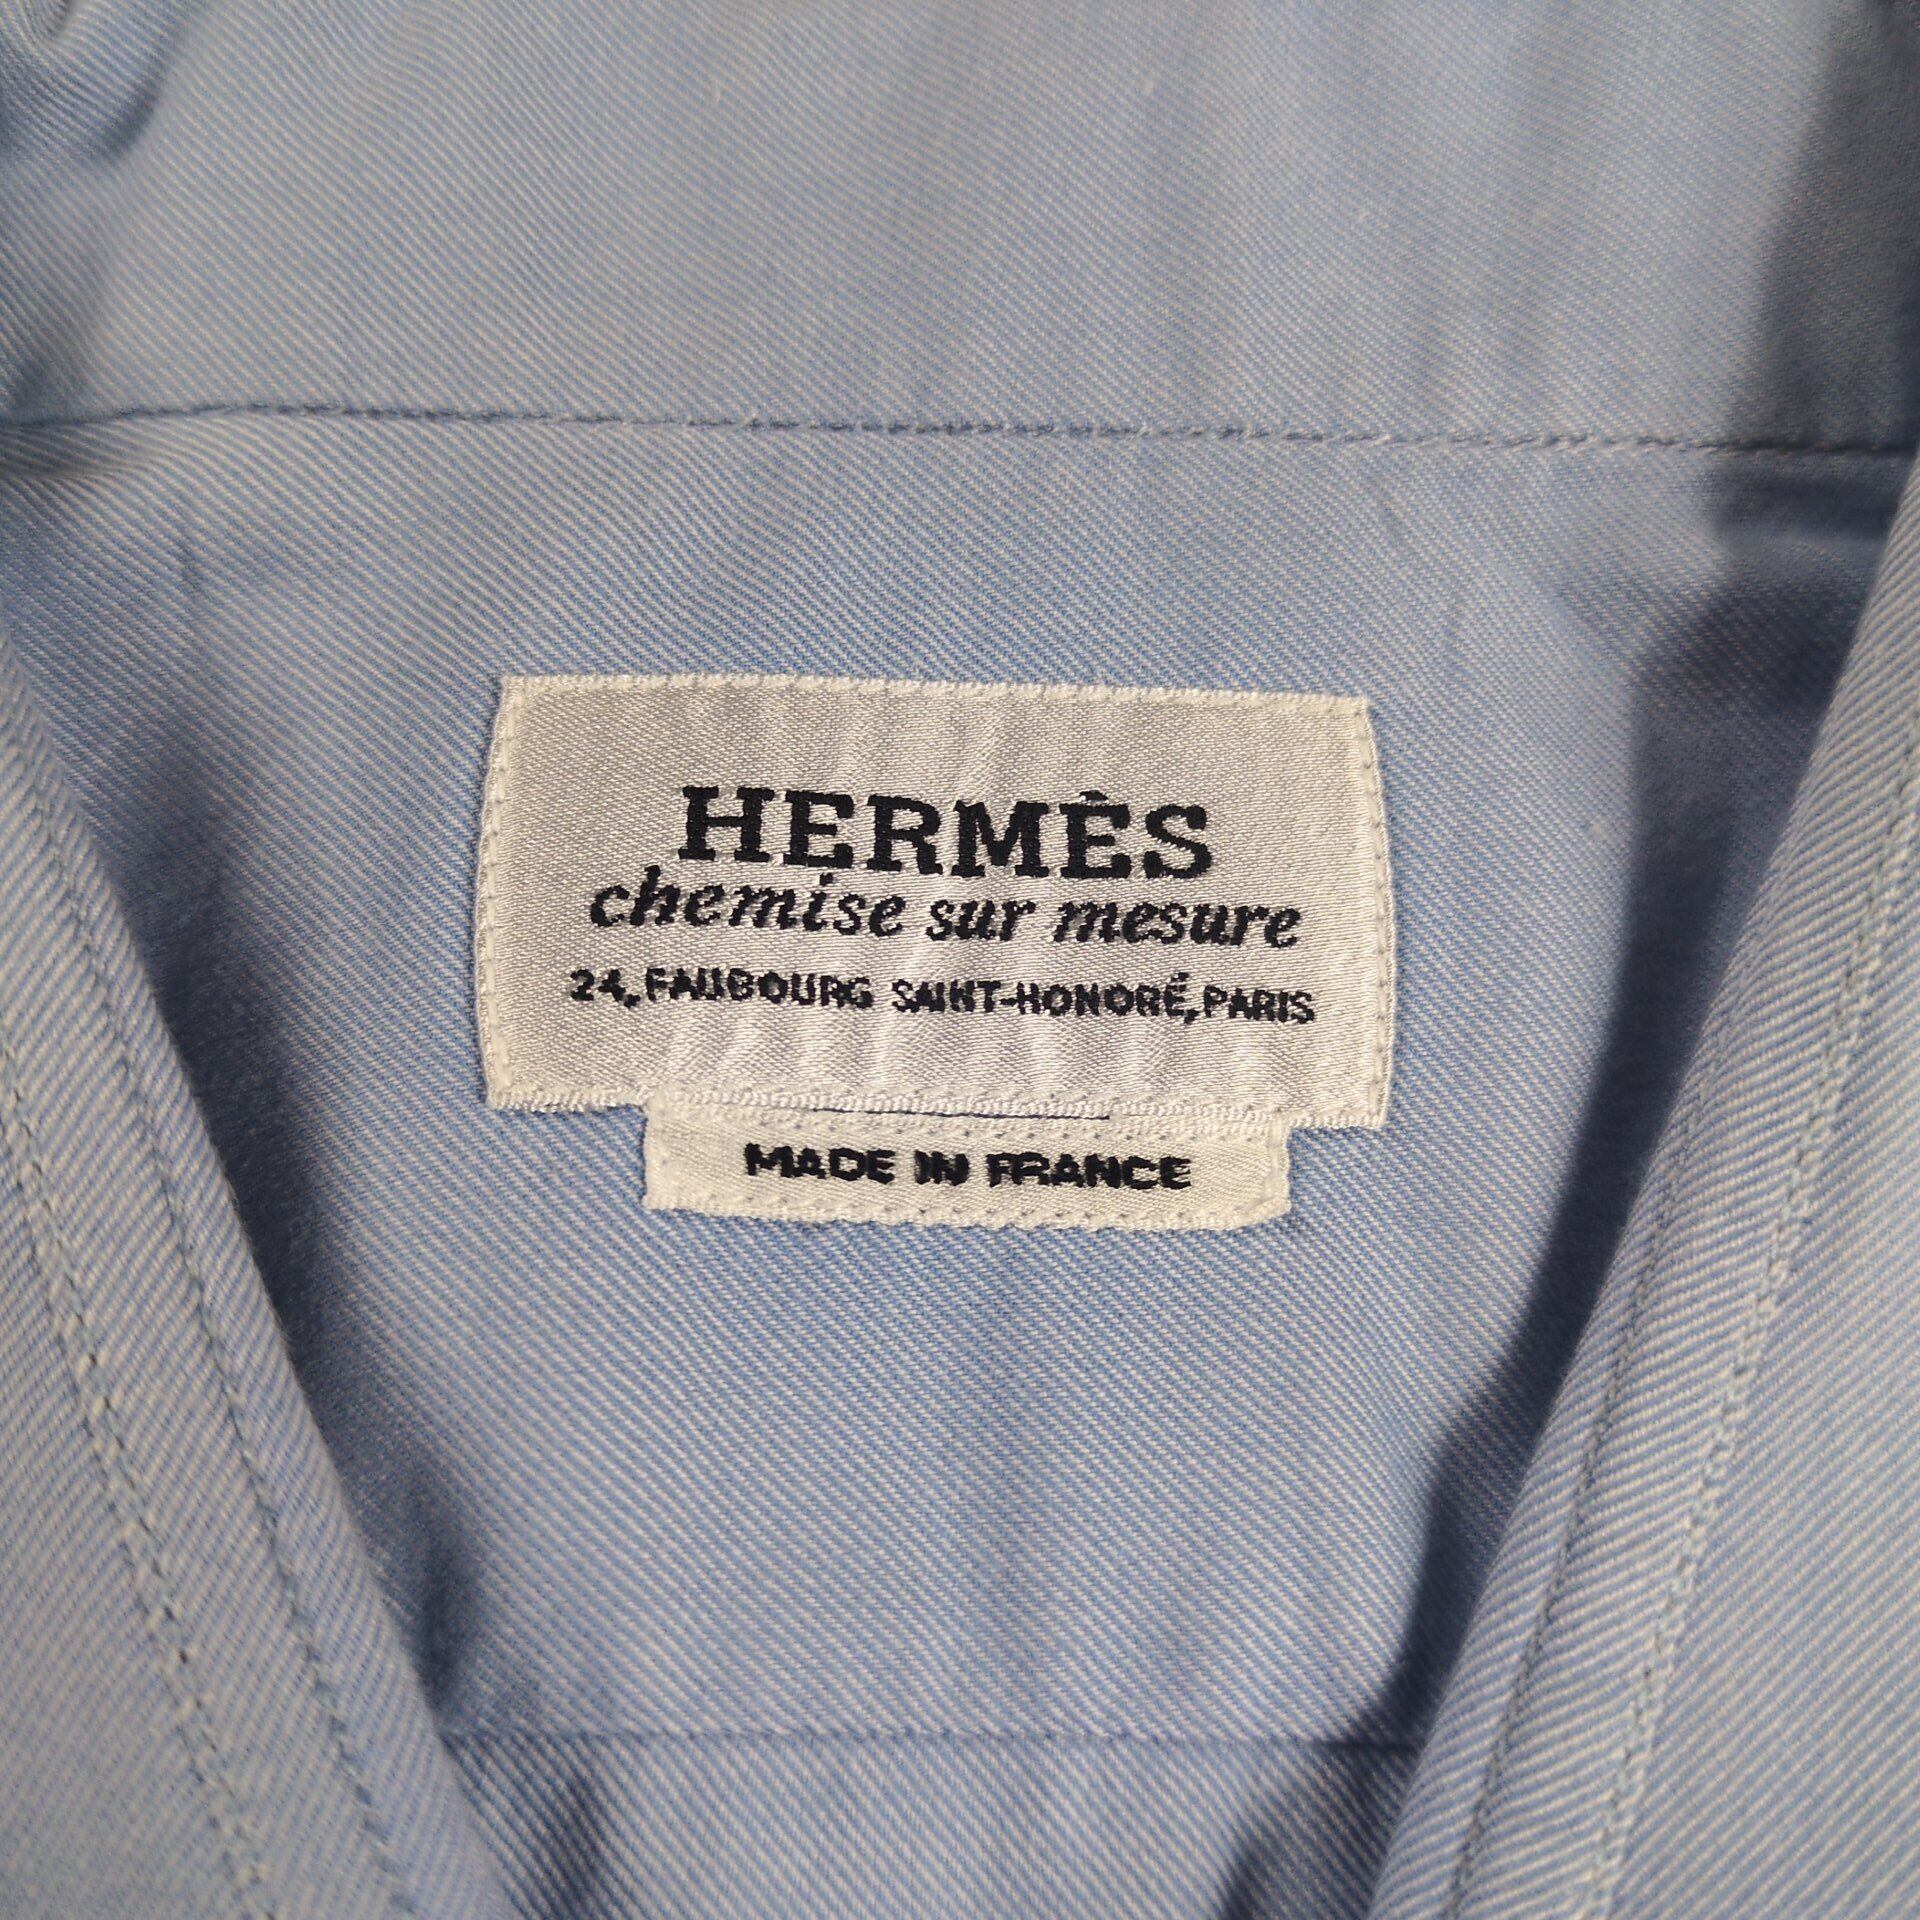 HERMÈS
chemise sur mesure
24, FAUBOURG SAINT-HONORÉ, PARIS
MADE IN FRANCE